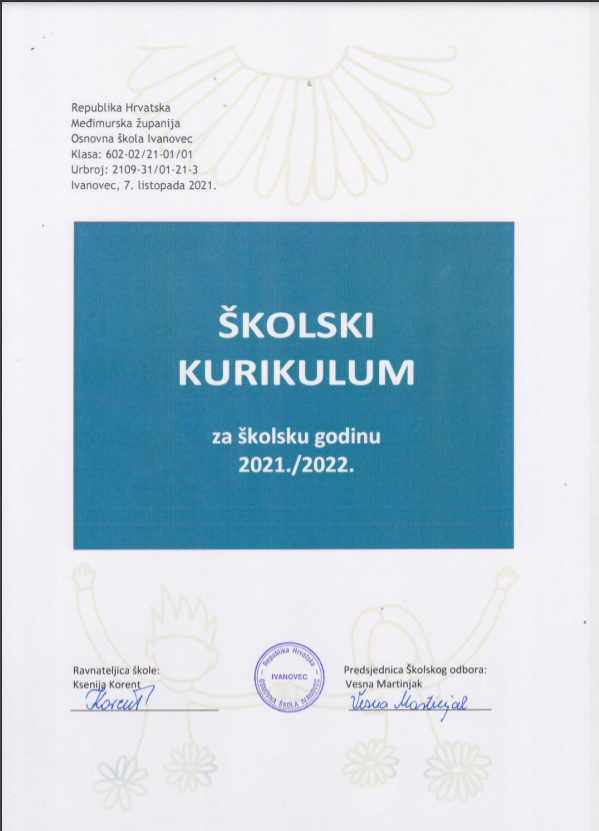 Republika Hrvatska
Međimurska županija
Osnovna škola Ivanovec
Klasa: 602-02/21-01/01
Urbroj: 2109-31/01-21-3
Ivanovec, 7. listopada 2021.
ŠKOLSKI
KURIKULUM
za školsku godinu
2021./2022.
Ravnateljica škole:
Ksenija Korent
Korent
Republika Hrvatska
IVANOVEC
OSNOVNA ŠKOLA IVANOVEC
Predsjednica Školskog odbora:
Vesna Martinjak
Vesna Martinjak